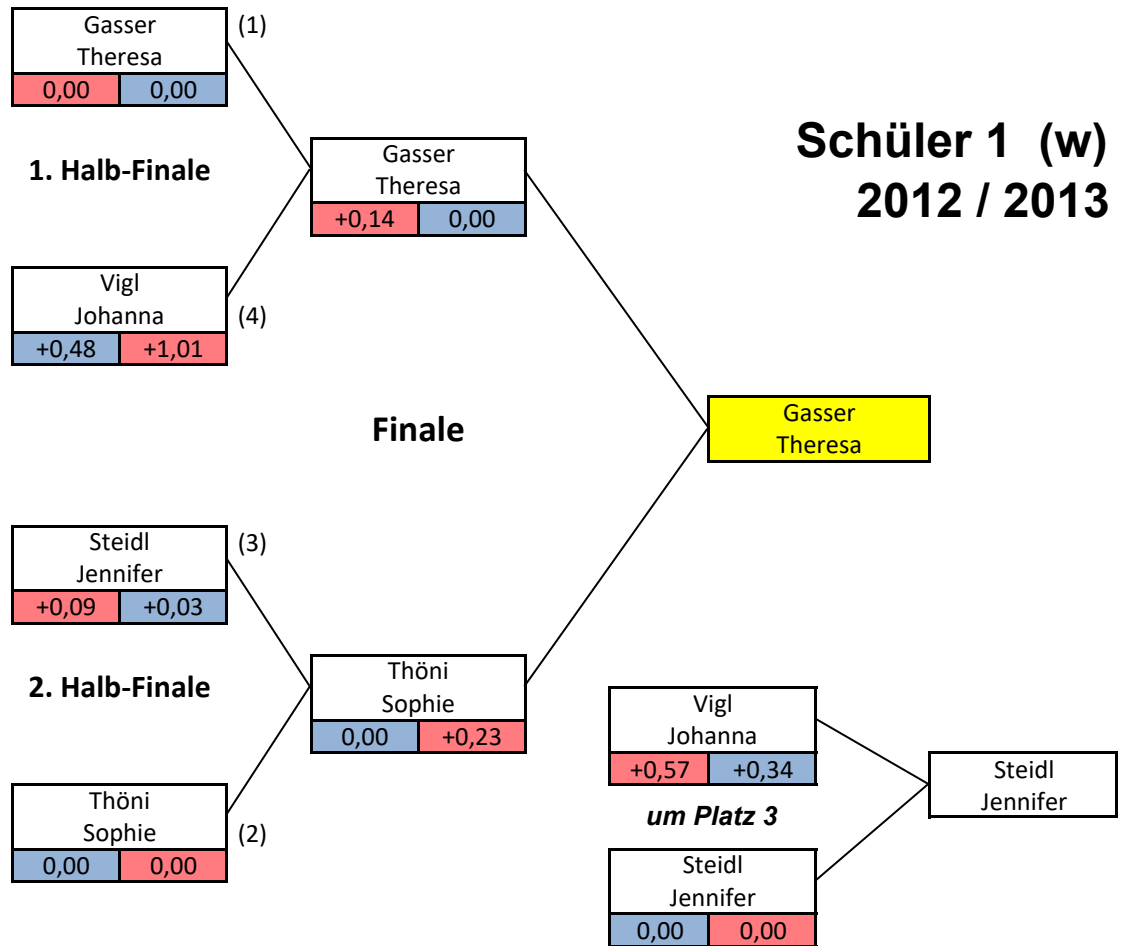 Gasser (1)
Theresa
0,00 0,00
Schüler 1 (w)
2012 / 2013
1. Halb-Finale
Gasser
Theresa
+0,14 0,00
Vigl
Johanna (4)
+0,48 +1,01
Finale
Gasser
Theresa
Steidl (3)
Jennifer
+0,09 +0,03
2. Halb-Finale
Thöni
Sophie
0,00 +0,23
Thöni
Sophie (2)
0,00 0,00
Vigl
Johanna
+0,57 +0,34
um Platz 3
Steidl
Jennifer
0,00 0,00
Steidl
Jennifer